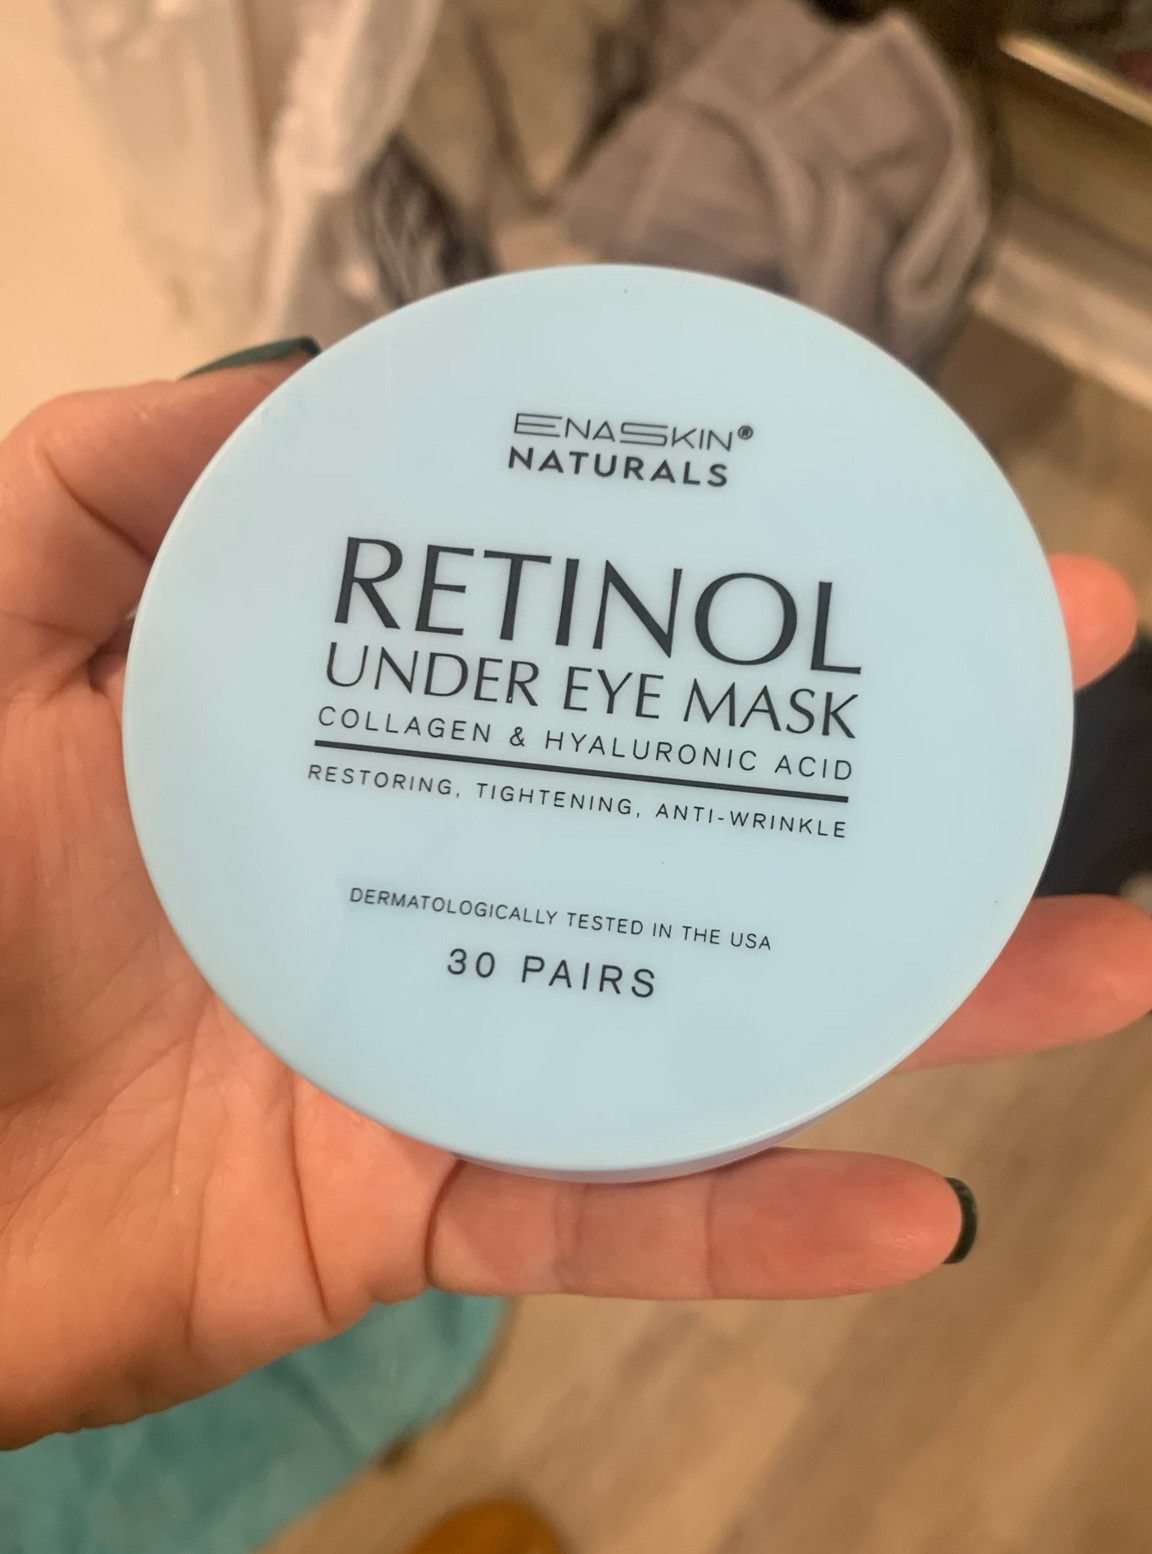 ENASKIN®
NATURALS
RETINOL
UNDER EYE MASK
COLLAGEN & HYALURONIC ACID
RESTORING, TIGHTENING, ANTI-WRINKLE
DERMATOLOGICALLY TESTED IN THE USA
30 PAIRS